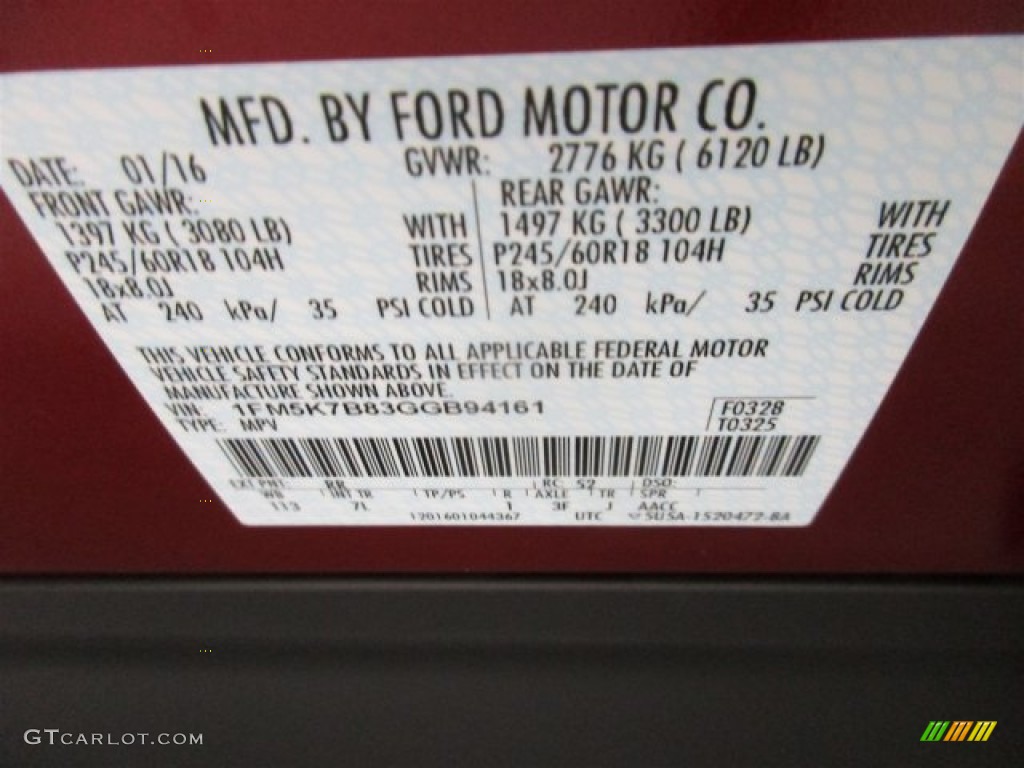 MFD. BY FORD MOTOR CO.
DATE: 01/16 GVWR: 2776 KG ( 6120 LB)
FRONT GAWR: REAR GAWR:
1397 KG ( 3080 LB) WITH 1497 KG ( 3300 LB) WITH
P245/60R18 104H TIRES P245/60R18 104H TIRES
18x8.0J RIMS 18x8.0J RIMS
AT 240 kPa/ 35 PSI COLD AT 240 kPa/ 35 PSI COLD
THIS VEHICLE CONFORMS TO ALL APPLICABLE FEDERAL MOTOR
VEHICLE SAFETY STANDARDS IN EFFECT ON THE DATE OF
MANUFACTURE SHOWN ABOVE.
VIN: 1FM5K7B83GGB94161 F0328
TYPE: MPV T0325
EXT PNT: RR RC: S2 DSO:
WB INT TR TP/PS R AXLE TR SPR
113 7L 1 3F J AACC
1201601044367 UTC SU5A-1520472-BA
GTCARLOT.COM